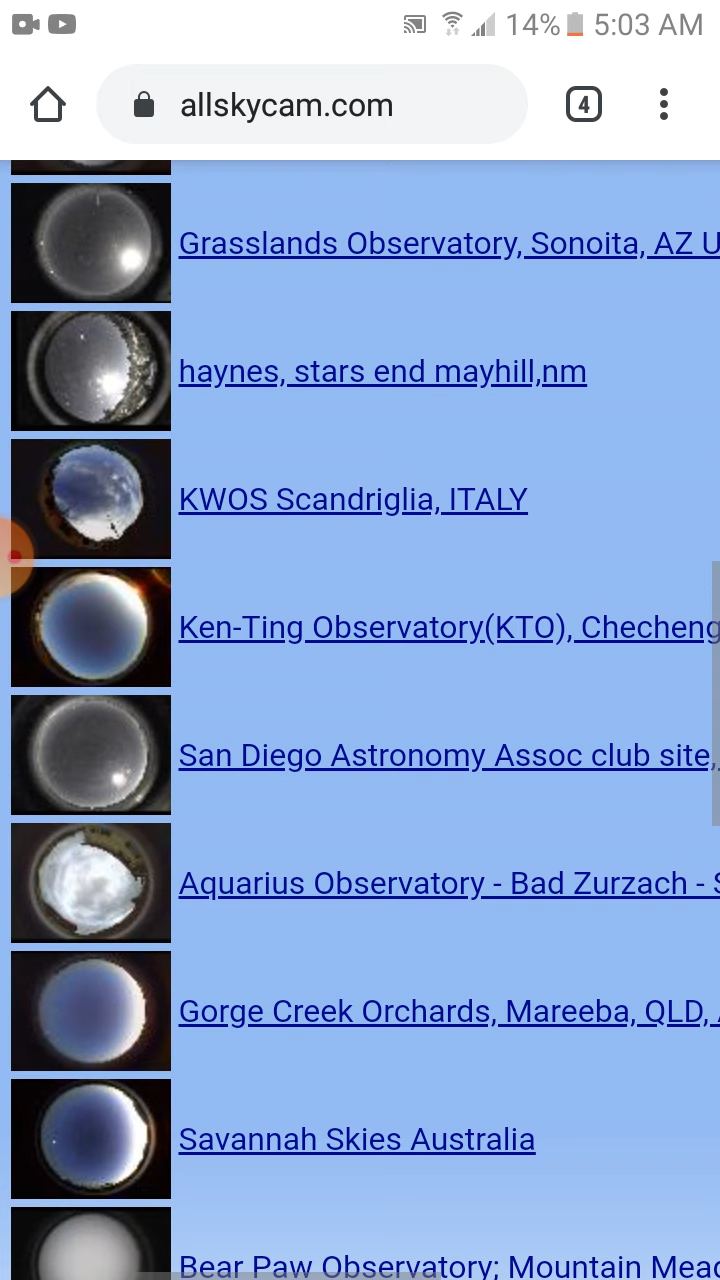 14% 5:03 AM
allskycam.com 4
Grasslands Observatory, Sonoita, AZ U
haynes, stars end mayhill,nm
KWOS Scandriglia, ITALY
Ken-Ting Observatory(KTO), Checheng
San Diego Astronomy Assoc club site,
Aquarius Observatory - Bad Zurzach - S
Gorge Creek Orchards, Mareeba, QLD, A
Savannah Skies Australia
Bear Paw Observatory; Mountain Mead